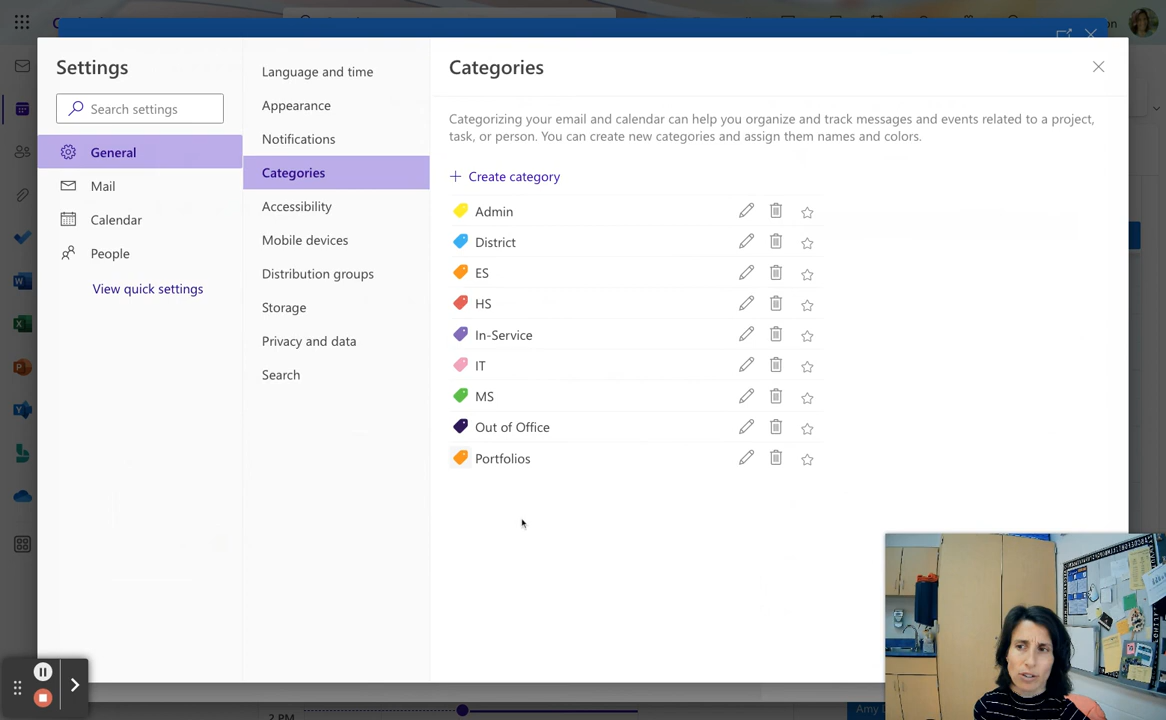 Settings
Search settings
General
Mail
Calendar
People
View quick settings
Language and time
Appearance
Notifications
Categories
Accessibility
Mobile devices
Distribution groups
Storage
Privacy and data
Search
Categories
Categorizing your email and calendar can help you organize and track messages and events related to a project,
task, or person. You can create new categories and assign them names and colors.
+ Create category
Admin
District
ES
HS
In-Service
IT
MS
Out of Office
Portfolios
2 PM
Amy